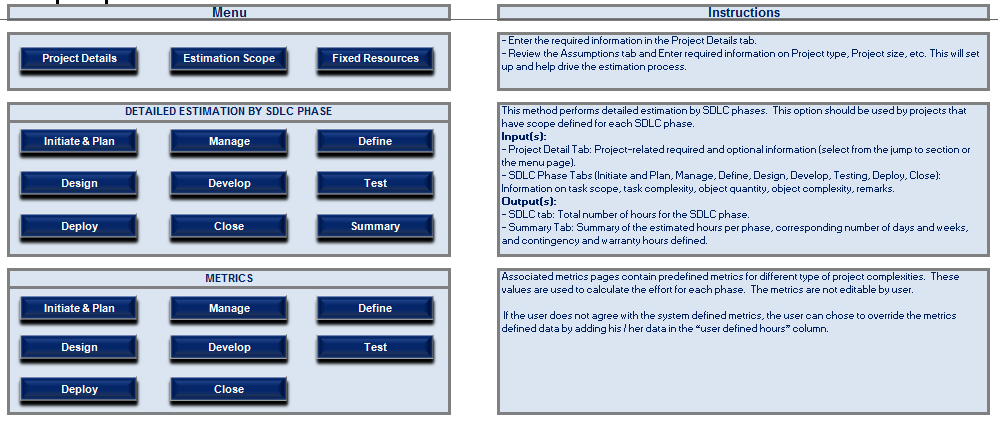 Menu
Instructions
Project Details
Estimation Scope
Fixed Resources
- Enter the required information in the Project Details tab.
- Review the Assumptions tab and Enter required information on Project type, Project size, etc. This will set
up and help drive the estimation process.
DETAILED ESTIMATION BY SDLC PHASE
Initiate & Plan
Manage
Define
Design
Develop
Test
Deploy
Close
Summary
This method performs detailed estimation by SDLC phases.  This option should be used by projects that
have scope defined for each SDLC phase.
Input(s):
- Project Detail Tab: Project-related required and optional information (select from the jump to section or
the menu page).
- SDLC Phase Tabs (Initiate and Plan, Manage, Define, Design, Develop, Testing, Deploy, Close):
Information on task scope, task complexity, object quantity, object complexity, remarks.
Output(s):
- SDLC tab: Total number of hours for the SDLC phase.
- Summary Tab: Summary of the estimated hours per phase, corresponding number of days and weeks,
and contingency and warranty hours defined.
METRICS
Initiate & Plan
Manage
Define
Design
Develop
Test
Deploy
Close
Associated metrics pages contain predefined metrics for different type of project complexities.  These
values are used to calculate the effort for each phase.  The metrics are not editable by user.
If the user does not agree with the system defined metrics, the user can chose to override the metrics
defined data by adding his / her data in the "user defined hours" column.